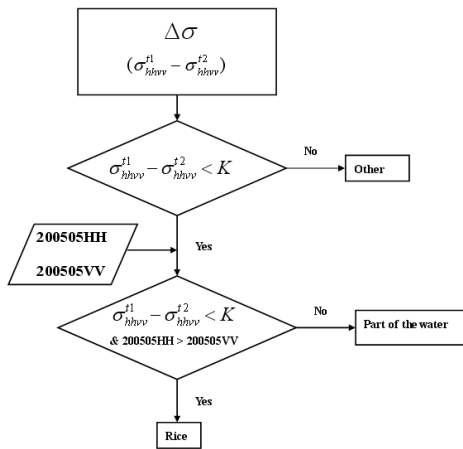 Δσ
(σ^{t1}_{hhvv} − σ^{t2}_{hhvv})
σ^{t1}_{hhvv} − σ^{t2}_{hhvv} < K
No
Other
Yes
200505HH
200505VV
σ^{t1}_{hhvv} − σ^{t2}_{hhvv} < K
& 200505HH > 200505VV
No
Part of the water
Yes
Rice